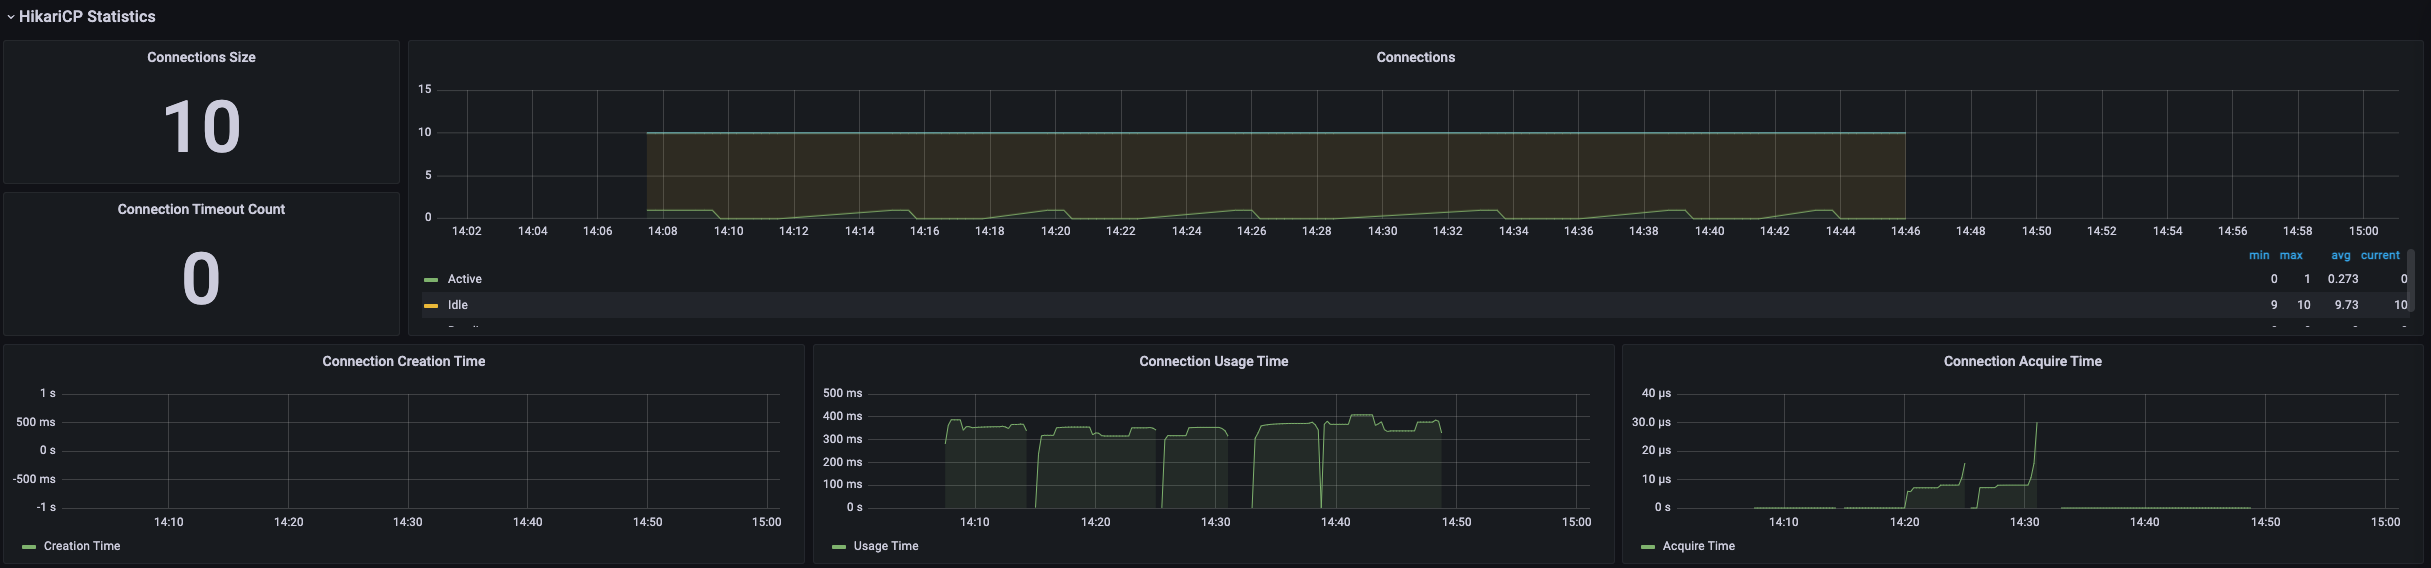 HikariCP Statistics
Connections Size
10
Connection Timeout Count
0
Connections
15
10
5
0
14:02 14:04 14:06 14:08 14:10 14:12 14:14 14:16 14:18 14:20 14:22 14:24 14:26 14:28 14:30 14:32 14:34 14:36 14:38 14:40 14:42 14:44 14:46 14:48 14:50 14:52 14:54 14:56 14:58 15:00
min max avg current
Active 0 1 0.273 0
Idle 9 10 9.73 10
Connection Creation Time
1 s
500 ms
0 s
-500 ms
-1 s
14:10 14:20 14:30 14:40 14:50 15:00
Creation Time
Connection Usage Time
500 ms
400 ms
300 ms
200 ms
100 ms
0 s
14:10 14:20 14:30 14:40 14:50 15:00
Usage Time
Connection Acquire Time
40 µs
30.0 µs
20 µs
10 µs
0 s
14:10 14:20 14:30 14:40 14:50 15:00
Acquire Time